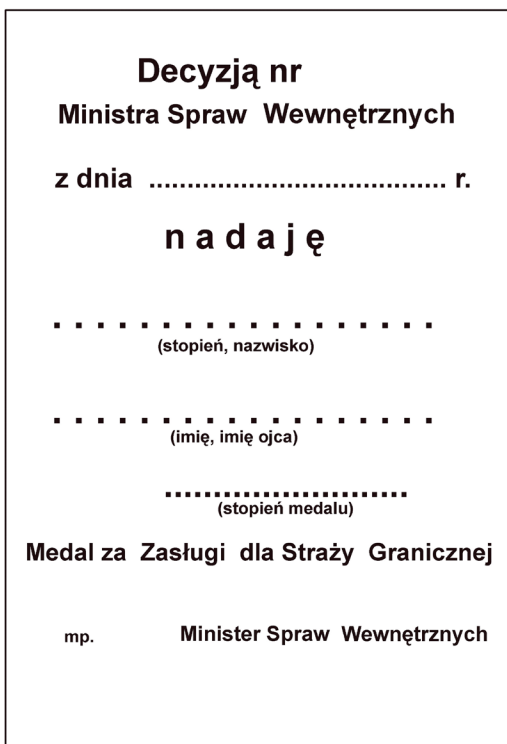 Decyzją nr
Ministra Spraw Wewnętrznych
z dnia ....................................... r.
n a d a j ę
. . . . . . . . . . . . . . . . . .
(stopień, nazwisko)
. . . . . . . . . . . . . . . . . .
(imię, imię ojca)
.........................
(stopień medalu)
Medal za Zasługi dla Straży Granicznej
mp. Minister Spraw Wewnętrznych